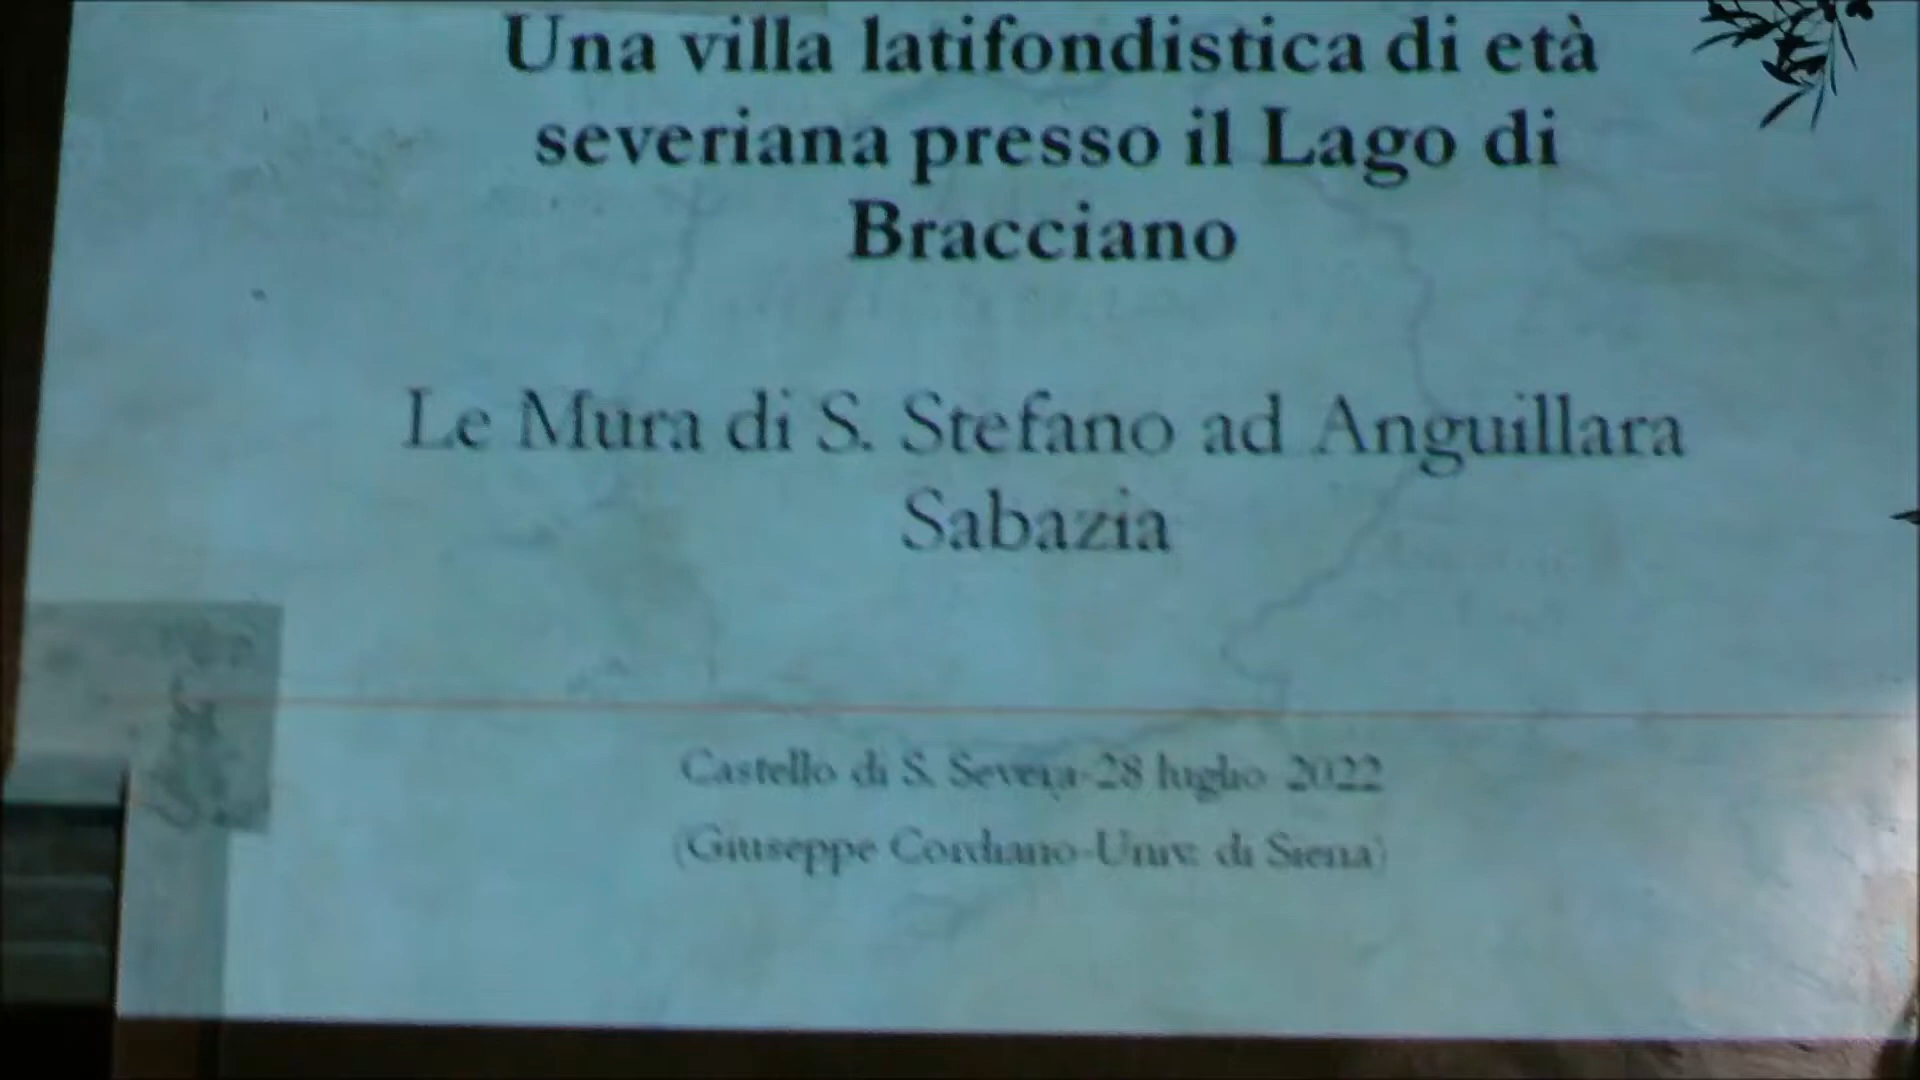 Una villa latifondistica di età
severiana presso il Lago di
Bracciano
Le Mura di S. Stefano ad Anguillara
Sabazia
Castello di S. Severa-28 luglio 2022
(Giuseppe Cordiano-Univ. di Siena)